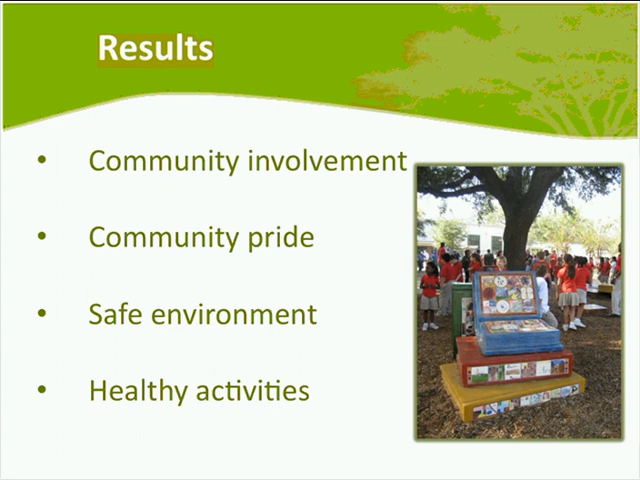 Results
• Community involvement
• Community pride
• Safe environment
• Healthy activities